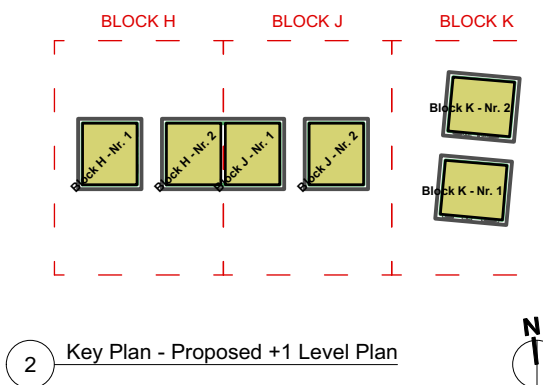 BLOCK H
BLOCK J
BLOCK K
Block H - Nr. 1
Block H - Nr. 2
Block J - Nr. 1
Block J - Nr. 2
Block K - Nr. 2
Block K - Nr. 1
2
Key Plan - Proposed +1 Level Plan
N